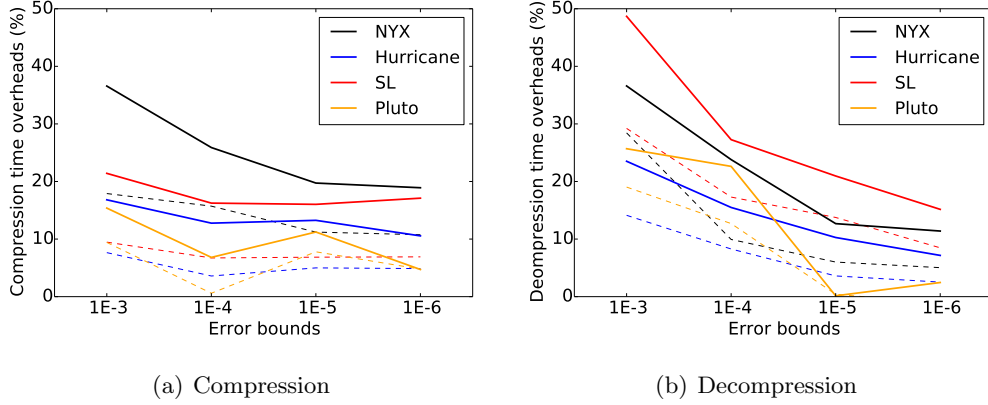 Compression time overheads (%)
50
40
30
20
10
0
1E-3 1E-4 1E-5 1E-6
Error bounds
NYX
Hurricane
SL
Pluto
(a) Compression
Deompression time overheads (%)
50
40
30
20
10
0
1E-3 1E-4 1E-5 1E-6
Error bounds
NYX
Hurricane
SL
Pluto
(b) Decompression